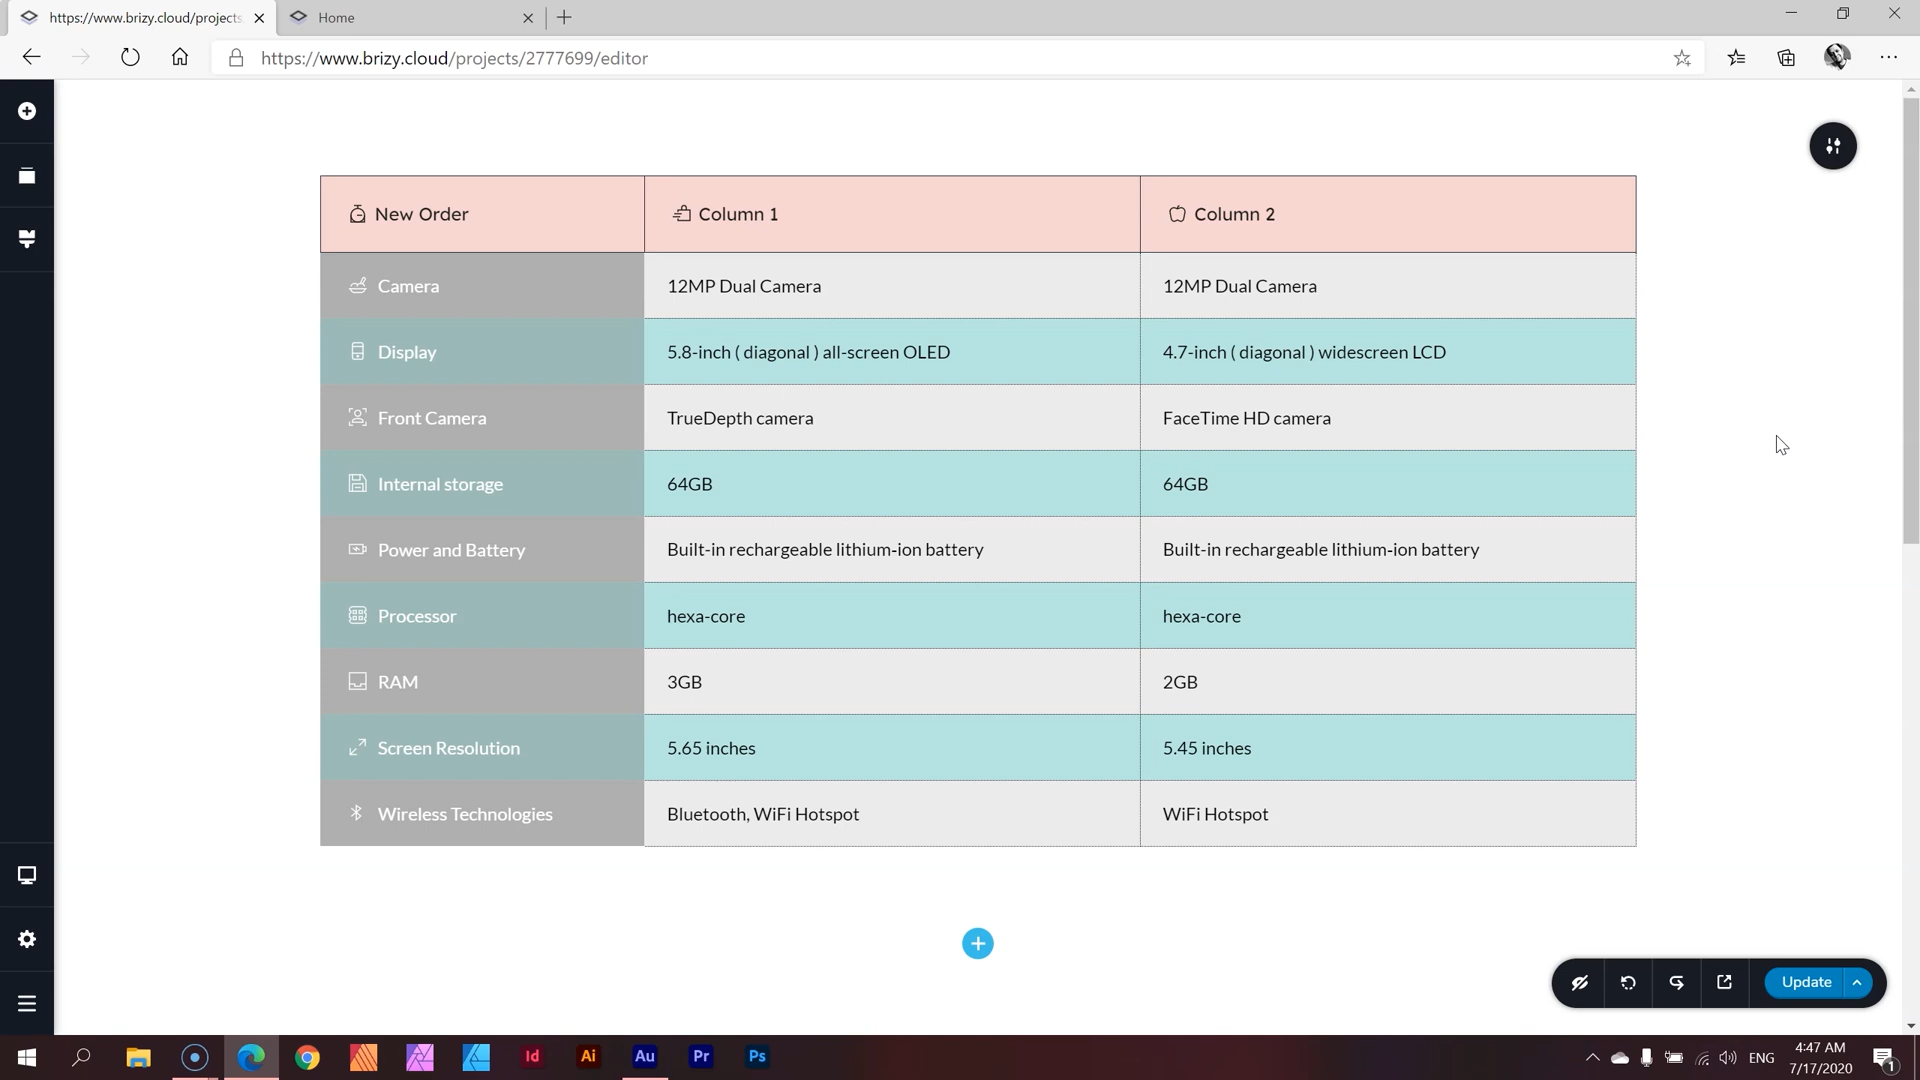 https://www.brizy.cloud/projects
Home
https://www.brizy.cloud/projects/2777699/editor
New Order
Column 1
Column 2
Camera
12MP Dual Camera
12MP Dual Camera
Display
5.8-inch ( diagonal ) all-screen OLED
4.7-inch ( diagonal ) widescreen LCD
Front Camera
TrueDepth camera
FaceTime HD camera
Internal storage
64GB
64GB
Power and Battery
Built-in rechargeable lithium-ion battery
Built-in rechargeable lithium-ion battery
Processor
hexa-core
hexa-core
RAM
3GB
2GB
Screen Resolution
5.65 inches
5.45 inches
Wireless Technologies
Bluetooth, WiFi Hotspot
WiFi Hotspot
Update
Id
Ai
Au
Pr
Ps
ENG
4:47 AM
7/17/2020
1